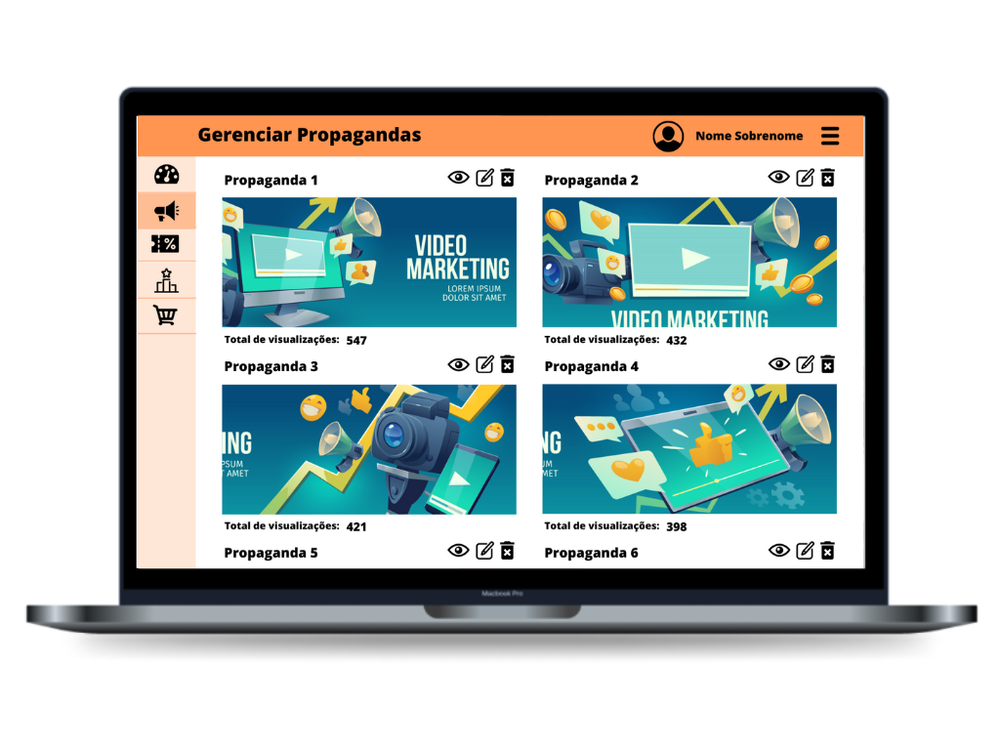 Gerenciar Propagandas
Nome Sobrenome
%
Propaganda 1
Propaganda 2
VIDEO
MARKETING
LOREM IPSUM
DOLOR SIT AMET
VIDEO MARKETING
Total de visualizações: 547
Total de visualizações: 432
Propaganda 3
Propaganda 4
ING
PSUM
T AMET
NG
UM
MET
Total de visualizações: 421
Total de visualizações: 398
Propaganda 5
Propaganda 6
Macbook Pro